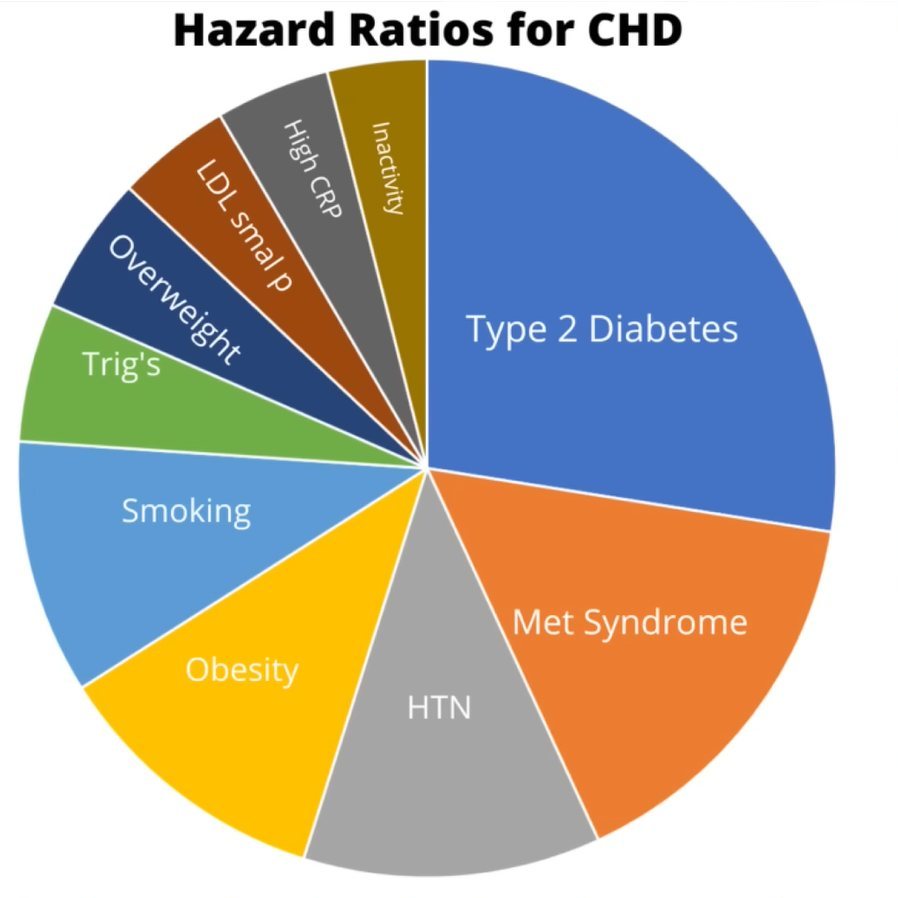 Hazard Ratios for CHD
Type 2 Diabetes
Met Syndrome
HTN
Obesity
Smoking
Trig's
Overweight
LDL smal p
High CRP
Inactivity